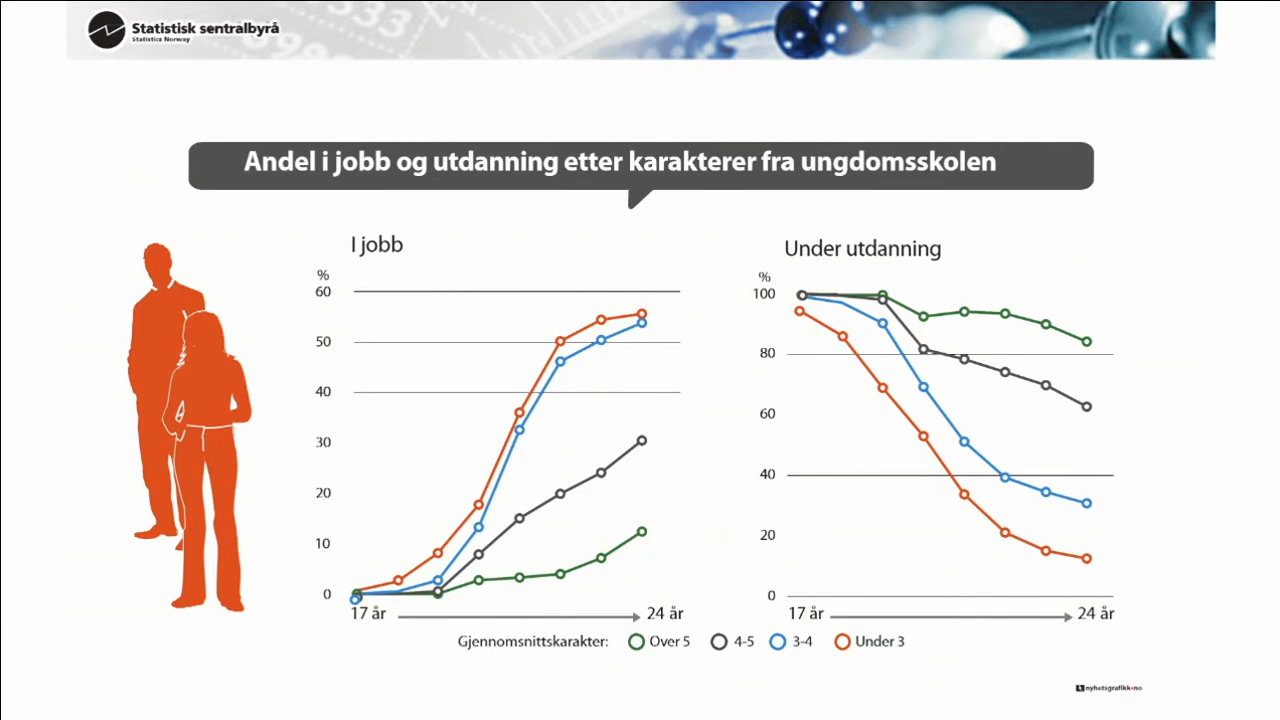 Statistisk sentralbyrå
Statistics Norway
Andel i jobb og utdanning etter karakterer fra ungdomsskolen
I jobb
%
60
50
40
30
20
10
0
17 år
24 år
Under utdanning
%
100
80
60
40
20
0
17 år
24 år
Gjennomsnittskarakter: Over 5 4-5 3-4 Under 3
nyhetsgrafikk.no